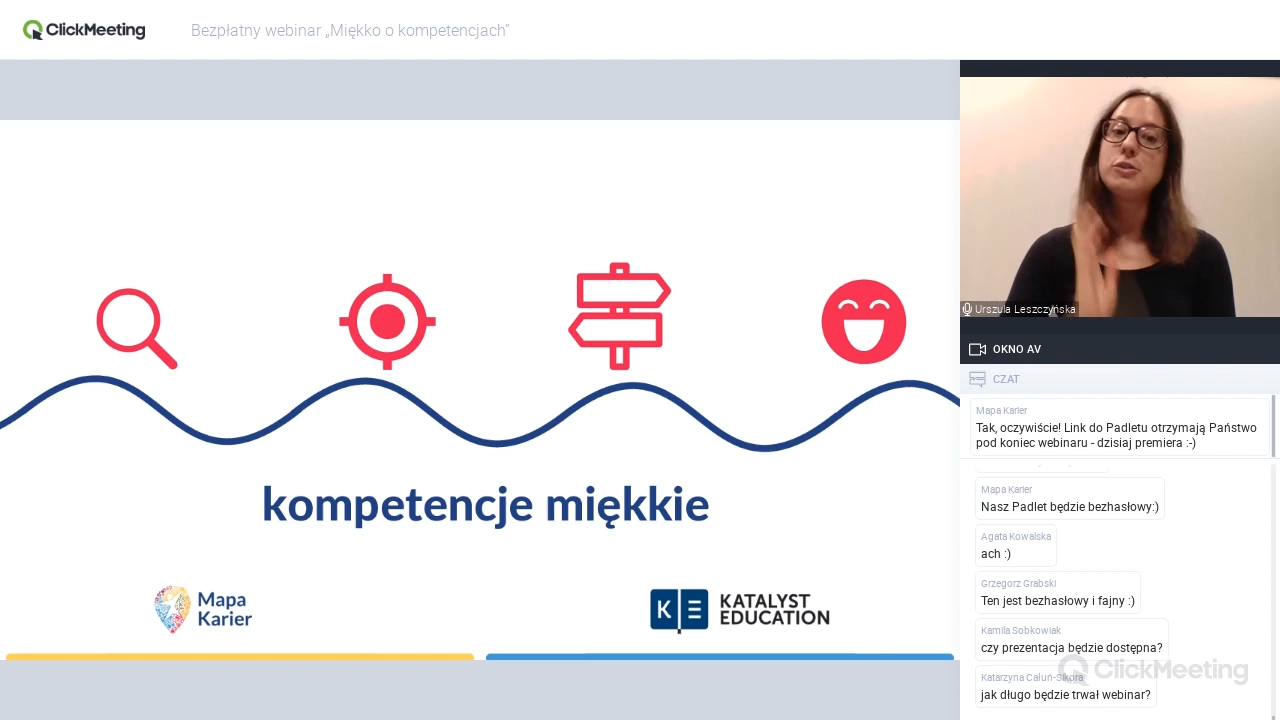 ClickMeeting
Bezpłatny webinar „Miękko o kompetencjach”
kompetencje miękkie
Mapa
Karier
K
KATALYST
EDUCATION
Urszula Leszczyńska
OKNO AV
CZAT
Mapa Karier
Tak, oczywiście! Link do Padletu otrzymają Państwo
pod koniec webinaru - dzisiaj premiera :-)
Mapa Karier
Nasz Padlet będzie bezhasłowy:)
Agata Kowalska
ach :)
Grzegorz Grabski
Ten jest bezhasłowy i fajny :)
Kamila Sobkowiak
czy prezentacja będzie dostępna?
Katarzyna Całuń-Sikora
jak długo będzie trwał webinar?
ClickMeeting